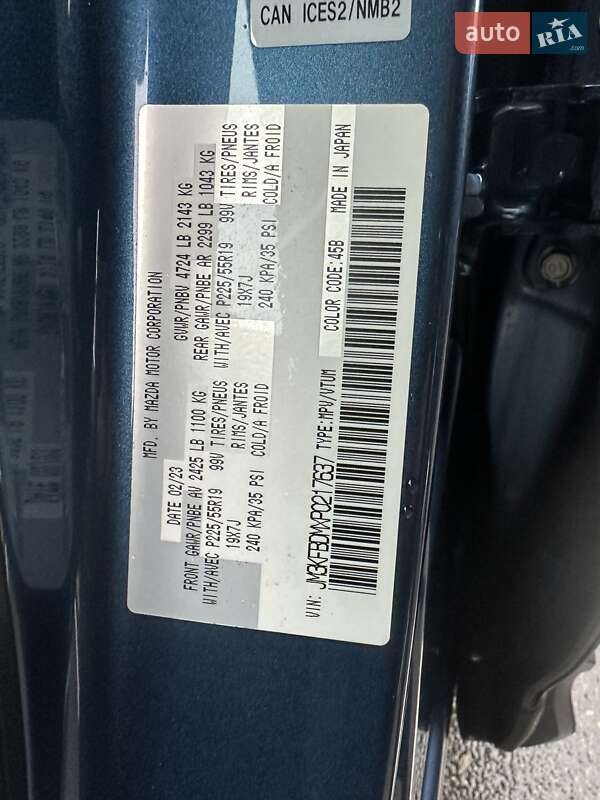 CAN ICES2/NMB2
auto RIA.com
MFD. BY MAZDA MOTOR CORPORATION
DATE 02/23 GVWR/PNBV 4724 LB 2143 KG
FRONT GAWR/PNBE AV 2425 LB 1100 KG REAR GAWR/PNBE AR 2299 LB 1043 KG
WITH/AVEC P225/55R19 99V TIRES/PNEUS WITH/AVEC P225/55R19 99V TIRES/PNEUS
19X7J RIMS/JANTES 19X7J RIMS/JANTES
240 KPA/35 PSI COLD/A FROID 240 KPA/35 PSI COLD/A FROID
VIN: JM3KFBDMXP0217637 TYPE:MPV/VTUM COLOR CODE:45B MADE IN JAPAN